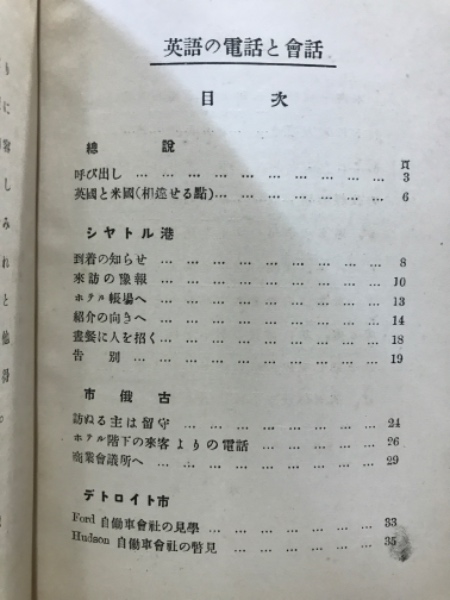 英語の電話と會話
目次
總說
頁
呼び出し … … … … … … … … … … 3
英國と米國(相違せる點)… … … … … … … 6
シヤトル港
到着の知らせ … … … … … … … … … 8
來訪の豫報 … … … … … … … … … 10
ホテル帳場へ … … … … … … … … … 13
紹介の向きへ … … … … … … … … … 14
晝餐に人を招く… … … … … … … … … 18
告別 … … … … … … … … … … 19
市俄古
訪ぬる主は留守 … … … … … … … … 24
ホテル階下の來客よりの電話 … … … … … 26
商業會議所へ … … … … … … … … … 29
デトロイト市
Ford 自働車會社の見學 … … … … … … … 33
Hudson 自働車會社の瞥見 … … … … … … 35